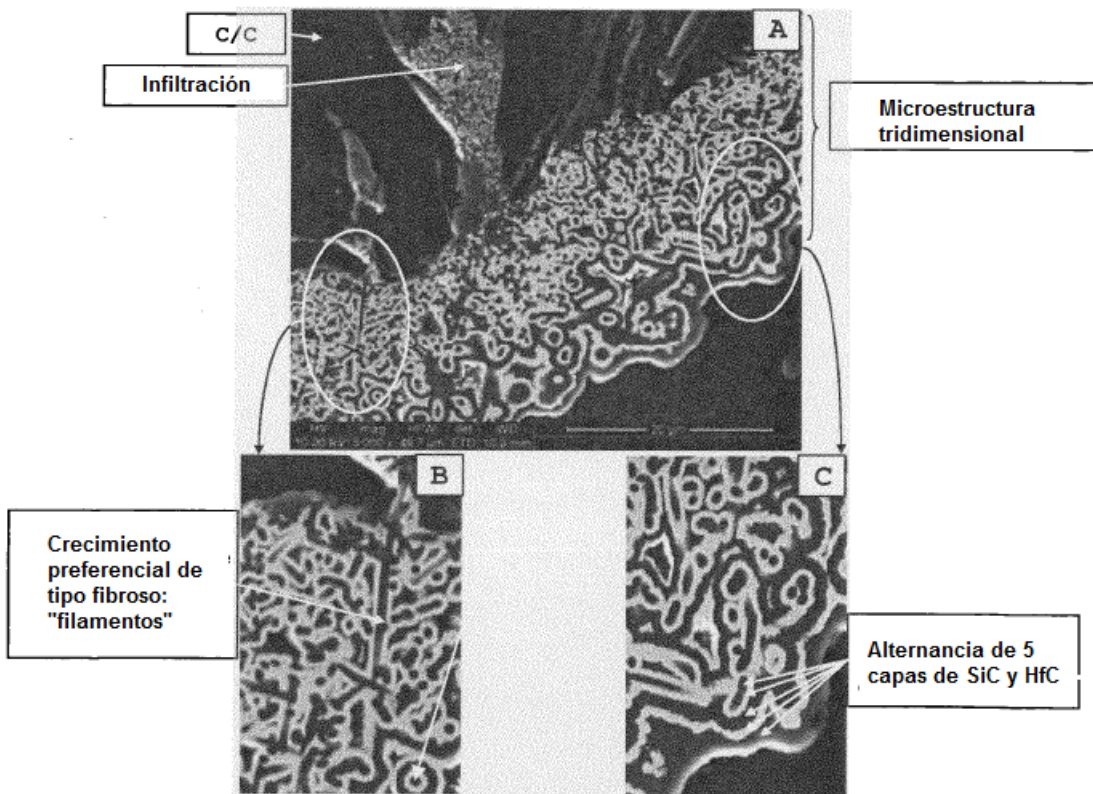 C/C
A
Infiltración
Microestructura
tridimensional
B
C
Crecimiento
preferencial de
tipo fibroso:
"filamentos"
Alternancia de 5
capas de SiC y HfC